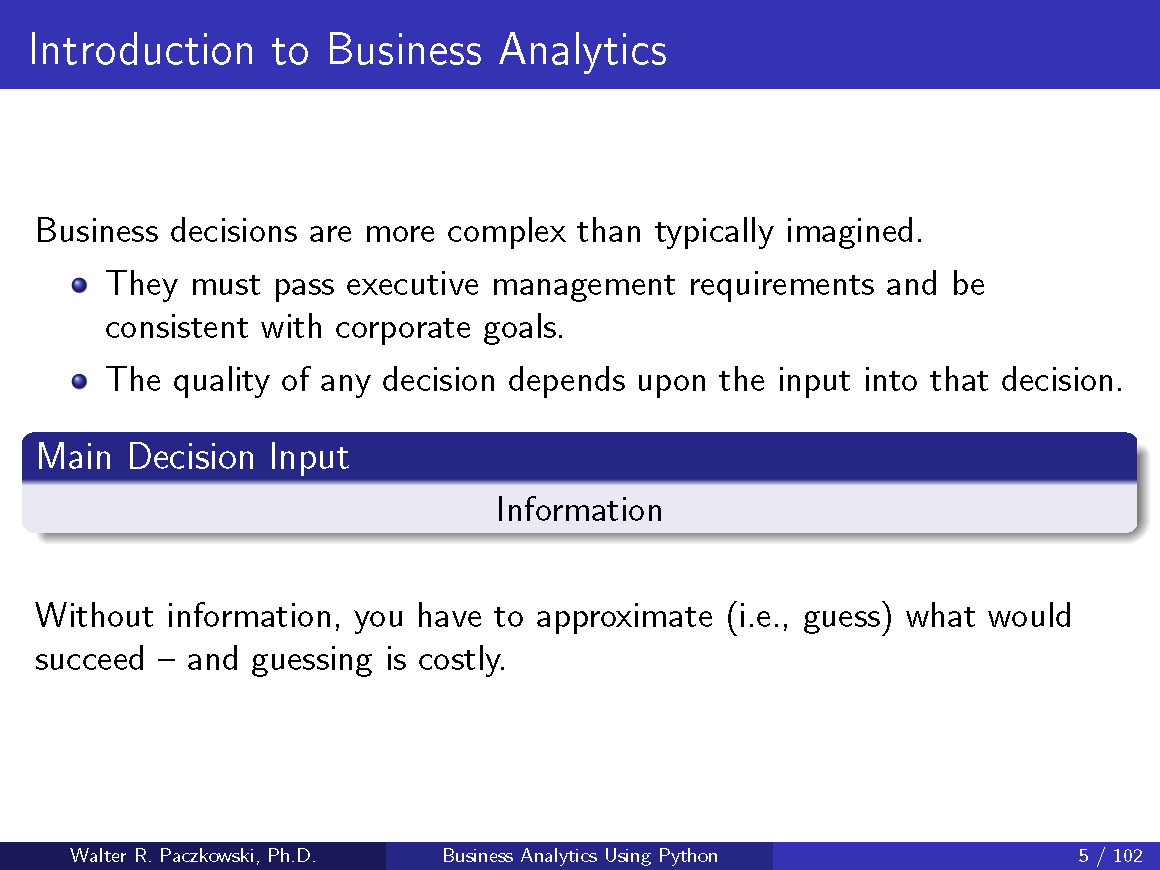 Introduction to Business Analytics
Business decisions are more complex than typically imagined.
They must pass executive management requirements and be
consistent with corporate goals.
The quality of any decision depends upon the input into that decision.
Main Decision Input
Information
Without information, you have to approximate (i.e., guess) what would
succeed – and guessing is costly.
Walter R. Paczkowski, Ph.D.
Business Analytics Using Python
5 / 102